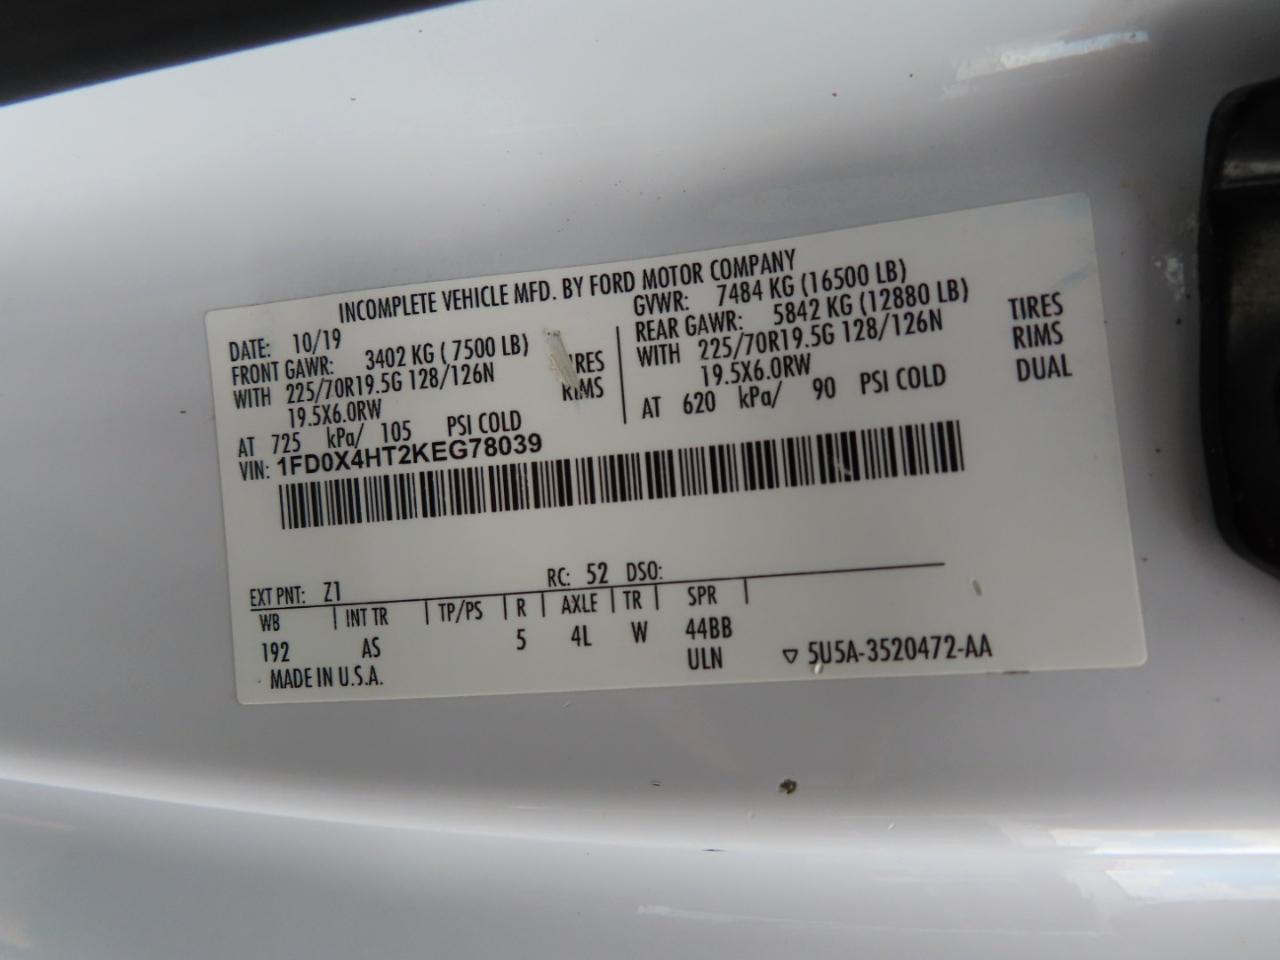 INCOMPLETE VEHICLE MFD. BY FORD MOTOR COMPANY
DATE: 10/19
FRONT GAWR: 3402 KG ( 7500 LB)
WITH 225/70R19.5G 128/126N TIRES
19.5X6.0RW RIMS
AT 725 kPa/ 105 PSI COLD
GVWR: 7484 KG (16500 LB)
REAR GAWR: 5842 KG (12880 LB)
WITH 225/70R19.5G 128/126N TIRES
19.5X6.0RW RIMS
AT 620 kPa/ 90 PSI COLD DUAL
VIN: 1FD0X4HT2KEG78039
EXT PNT: Z1 RC: 52 DSO:
WB INT TR TP/PS R AXLE TR SPR
192 AS 5 4L W 44BB
ULN ▽ 5U5A-3520472-AA
MADE IN U.S.A.